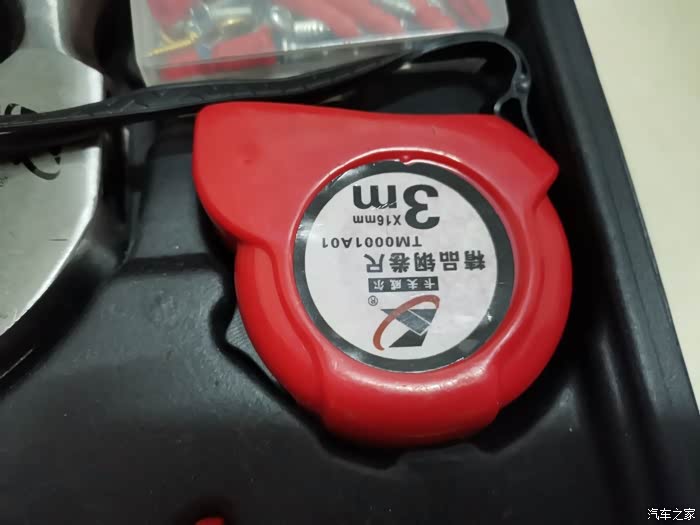 ®
卡夫威尔
精品钢卷尺
TM0001A01
3m
X16mm
汽车之家